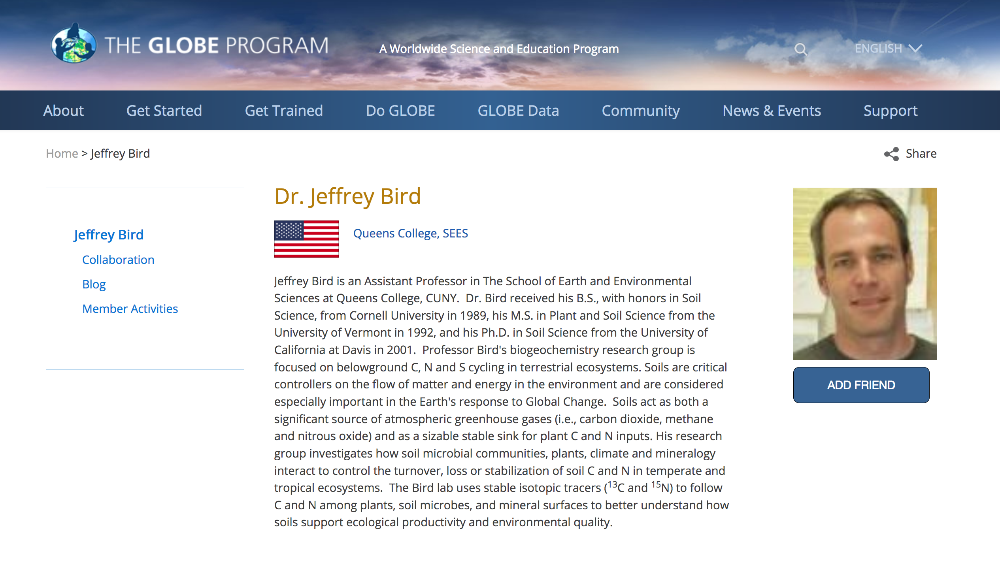 THE GLOBE PROGRAM
A Worldwide Science and Education Program
ENGLISH
About
Get Started
Get Trained
Do GLOBE
GLOBE Data
Community
News & Events
Support
Home > Jeffrey Bird
Share
Jeffrey Bird
Collaboration
Blog
Member Activities
Dr. Jeffrey Bird
Queens College, SEES
Jeffrey Bird is an Assistant Professor in The School of Earth and Environmental
Sciences at Queens College, CUNY.  Dr. Bird received his B.S., with honors in Soil
Science, from Cornell University in 1989, his M.S. in Plant and Soil Science from the
University of Vermont in 1992, and his Ph.D. in Soil Science from the University of
California at Davis in 2001.  Professor Bird's biogeochemistry research group is
focused on belowground C, N and S cycling in terrestrial ecosystems. Soils are critical
controllers on the flow of matter and energy in the environment and are considered
especially important in the Earth's response to Global Change.  Soils act as both a
significant source of atmospheric greenhouse gases (i.e., carbon dioxide, methane
and nitrous oxide) and as a sizable stable sink for plant C and N inputs. His research
group investigates how soil microbial communities, plants, climate and mineralogy
interact to control the turnover, loss or stabilization of soil C and N in temperate and
tropical ecosystems.  The Bird lab uses stable isotopic tracers (¹³C and ¹⁵N) to follow
C and N among plants, soil microbes, and mineral surfaces to better understand how
soils support ecological productivity and environmental quality.
ADD FRIEND